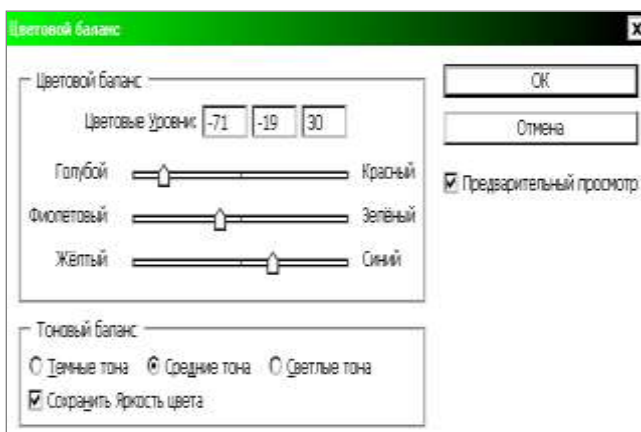 Цветовой баланс
Цветовой баланс
Цветовые Уровни: -71 -19 30
Голубой Красный
Фиолетовый Зелёный
Жёлтый Синий
Тоновый баланс
Темные тона Средние тона Светлые тона
Сохранить Яркость цвета
OK
Отмена
Предварительный просмотр